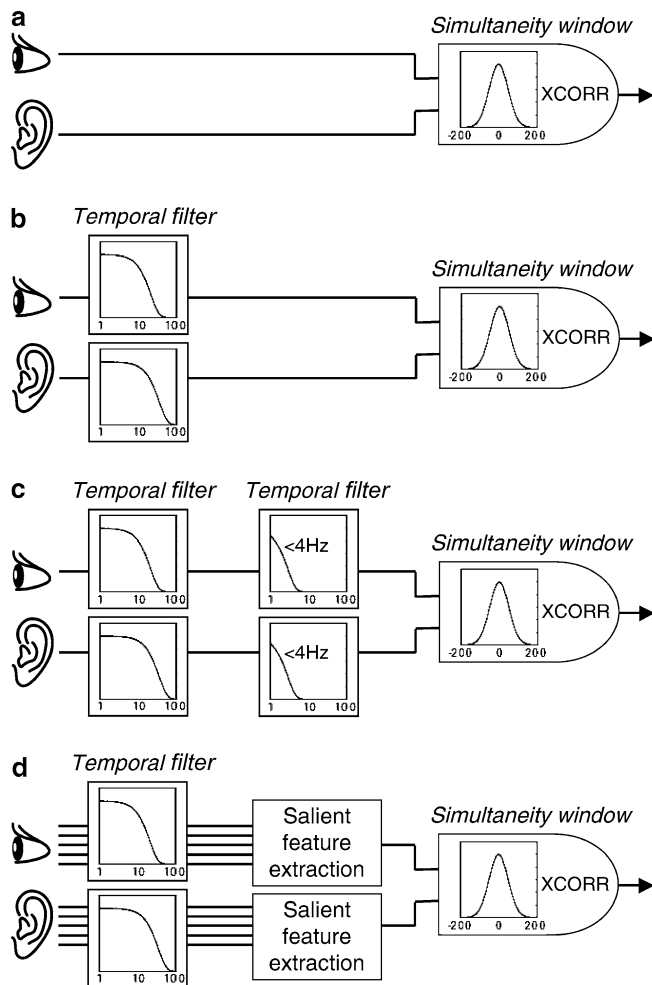 a
Simultaneity window
XCORR
-200 0 200
b
Temporal filter
Simultaneity window
1 10 100
XCORR
-200 0 200
1 10 100
c
Temporal filter Temporal filter
Simultaneity window
<4Hz
1 10 100 1 10 100
XCORR
-200 0 200
<4Hz
1 10 100 1 10 100
d
Temporal filter
Simultaneity window
Salient
feature
extraction
1 10 100
XCORR
-200 0 200
Salient
feature
extraction
1 10 100